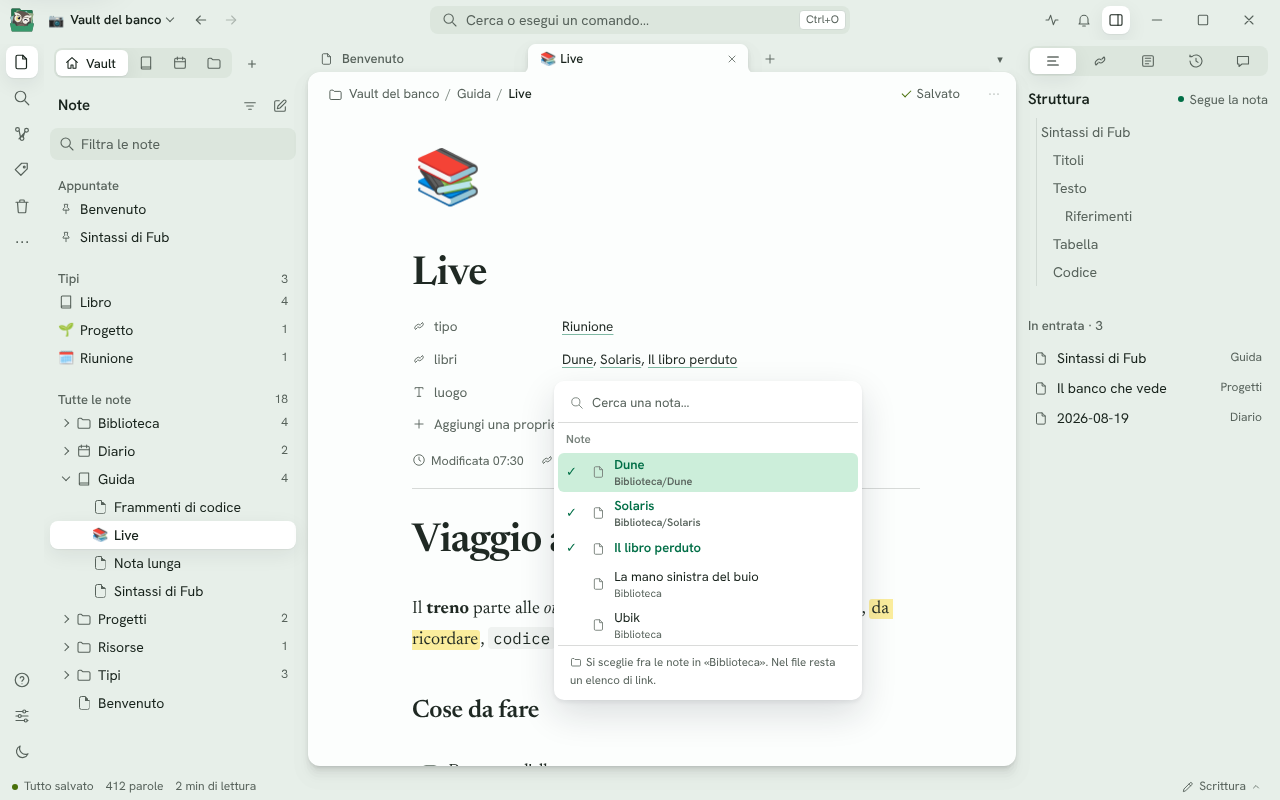 Vault del banco
Cerca o esegui un comando…
Ctrl+O
Vault
Benvenuto
Live
Note
Filtra le note
Appuntate
Benvenuto
Sintassi di Fub
Tipi 3
Libro 4
Progetto 1
Riunione 1
Tutte le note 18
Biblioteca 4
Diario 2
Guida 4
Frammenti di codice
Live
Nota lunga
Sintassi di Fub
Progetti 2
Risorse 1
Tipi 3
Benvenuto
Tutto salvato 412 parole 2 min di lettura
Vault del banco / Guida / Live
Salvato
Live
tipo Riunione
libri Dune, Solaris, Il libro perduto
luogo
Aggiungi una proprie
Modificata 07:30
Viaggio
Il treno parte alle
, da
ricordare, codice
Cose da fare
Cerca una nota…
Note
✓ Dune
Biblioteca/Dune
✓ Solaris
Biblioteca/Solaris
✓ Il libro perduto
La mano sinistra del buio
Biblioteca
Ubik
Biblioteca
Si sceglie fra le note in «Biblioteca». Nel file resta
un elenco di link.
Struttura
Segue la nota
Sintassi di Fub
Titoli
Testo
Riferimenti
Tabella
Codice
In entrata · 3
Sintassi di Fub Guida
Il banco che vede Progetti
2026-08-19 Diario
Scrittura